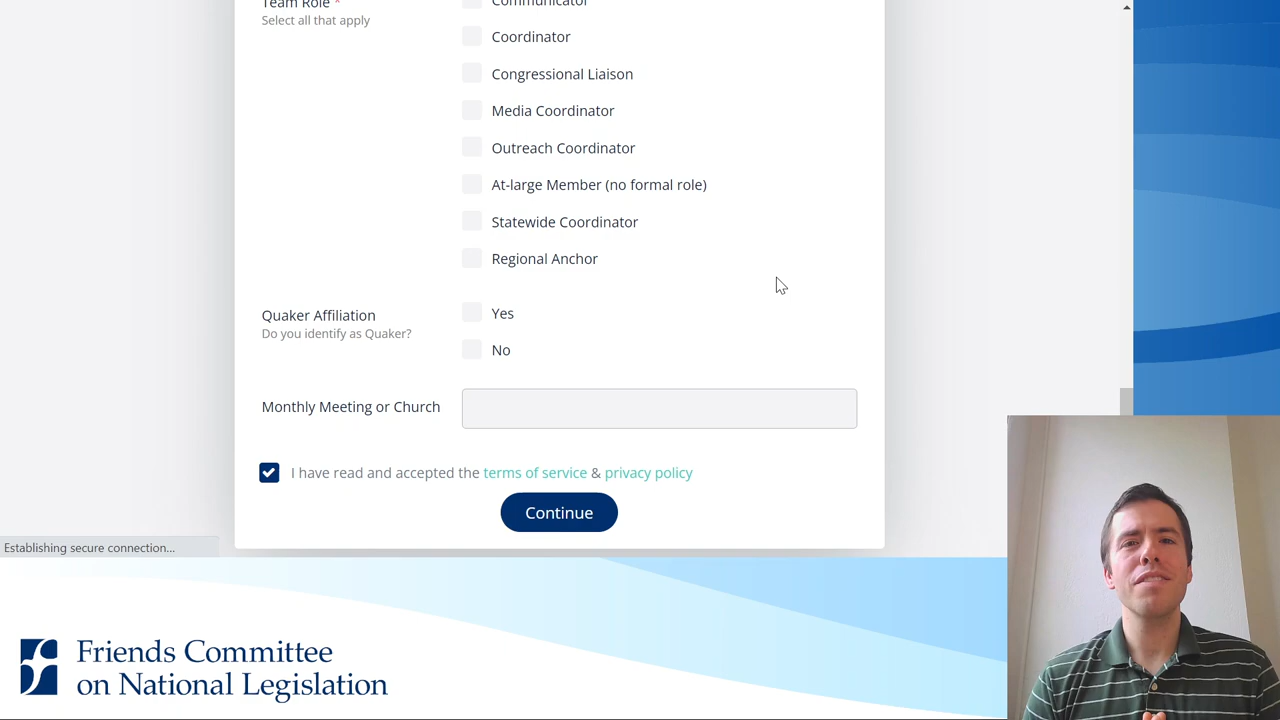 Team Role *
Select all that apply
Communicator
Coordinator
Congressional Liaison
Media Coordinator
Outreach Coordinator
At-large Member (no formal role)
Statewide Coordinator
Regional Anchor
Quaker Affiliation
Do you identify as Quaker?
Yes
No
Monthly Meeting or Church
I have read and accepted the terms of service & privacy policy
Continue
Establishing secure connection...
Friends Committee
on National Legislation